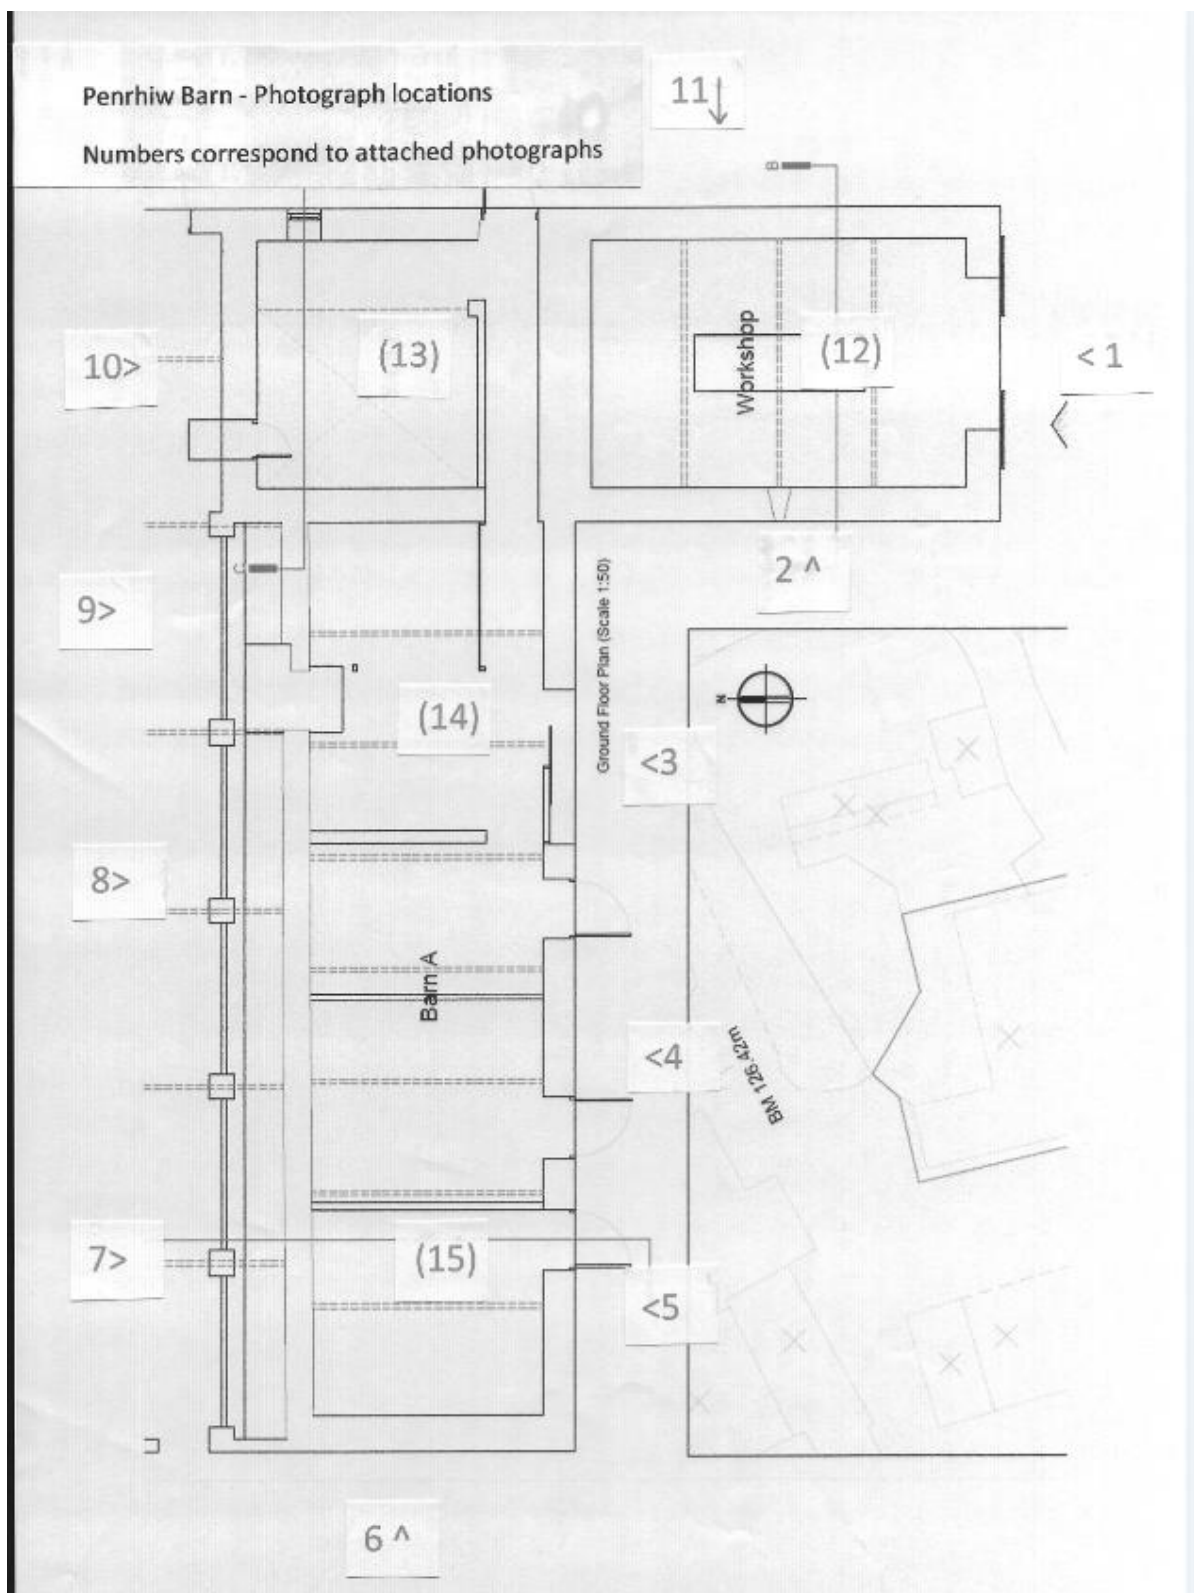 Penrhiw Barn - Photograph locations
Numbers correspond to attached photographs
11↓
B
10>
(13)
Workshop
(12)
< 1
C
9>
2 ^
Ground Floor Plan (Scale 1:50)
N
(14)
<3
8>
Barn A
<4
BM 126.42m
7>
(15)
<5
6 ^